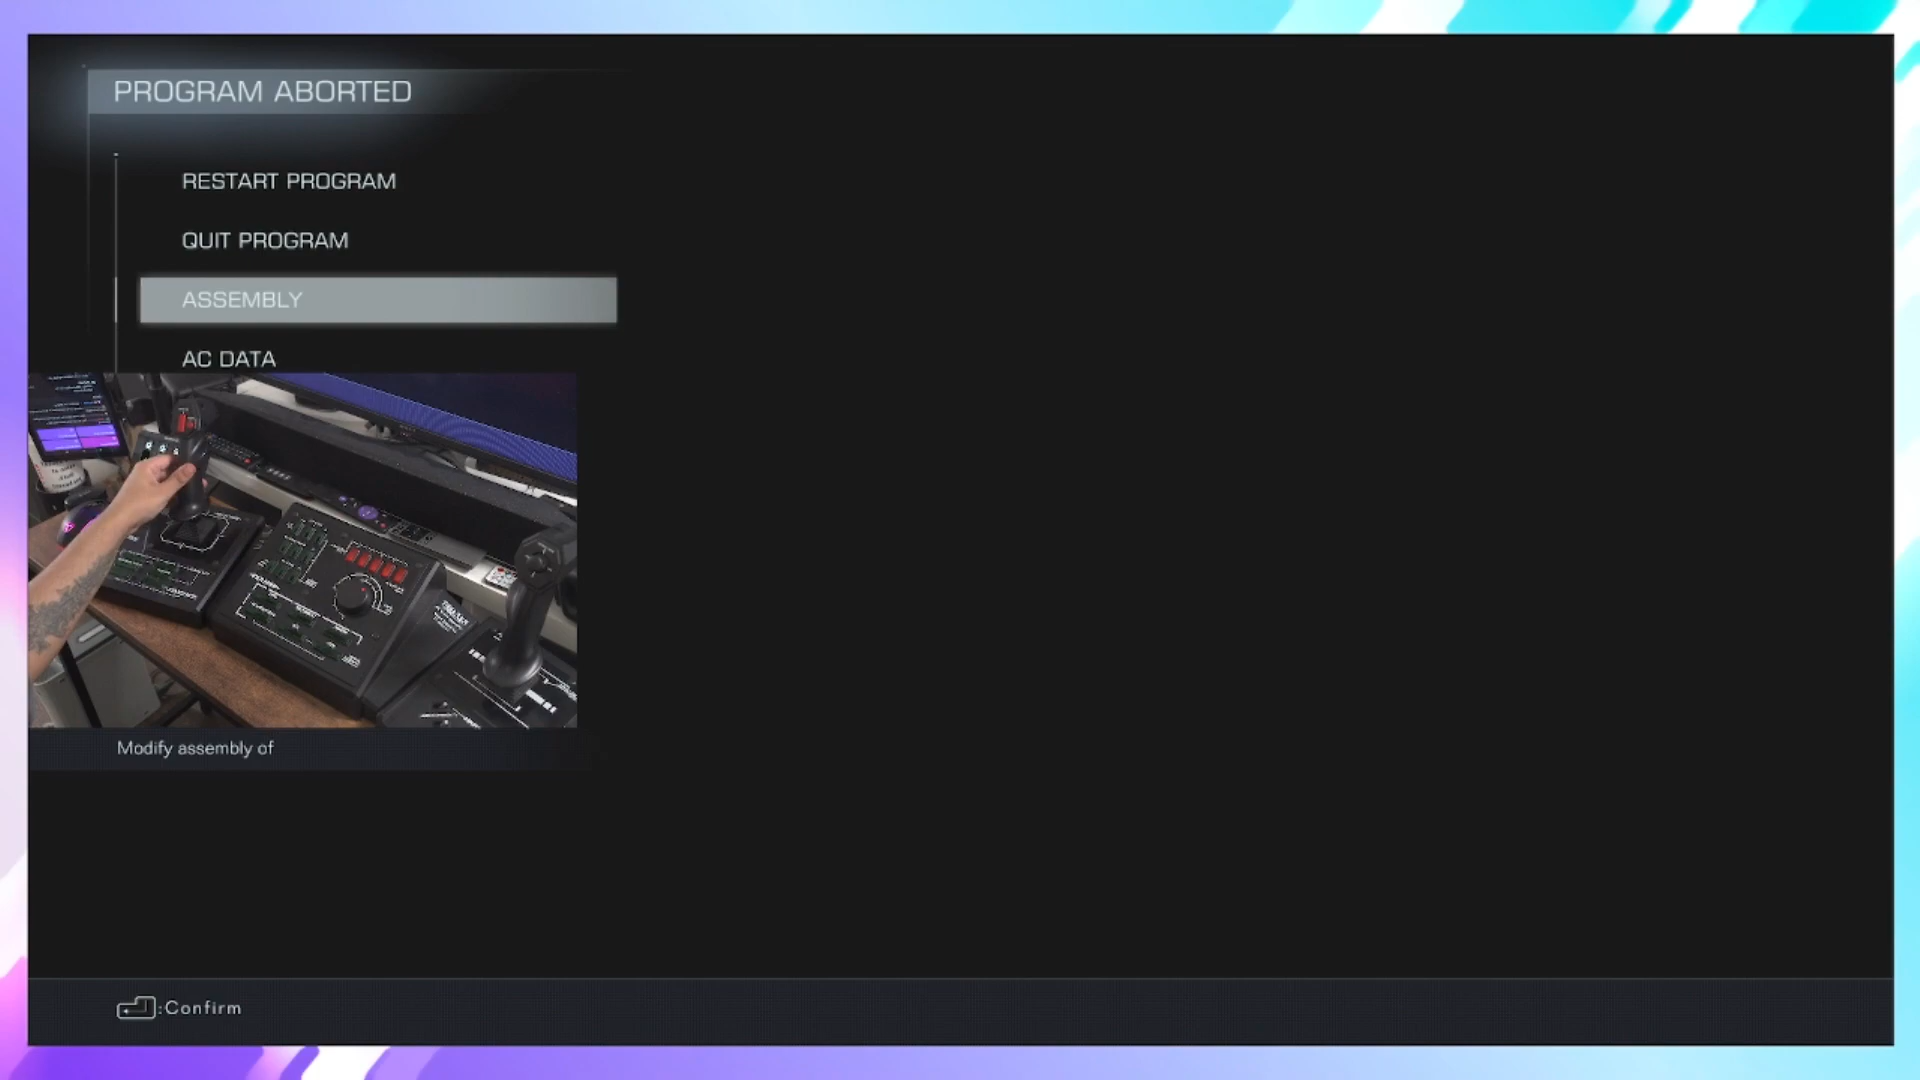 PROGRAM ABORTED
RESTART PROGRAM
QUIT PROGRAM
ASSEMBLY
AC DATA
Modify assembly of
:Confirm